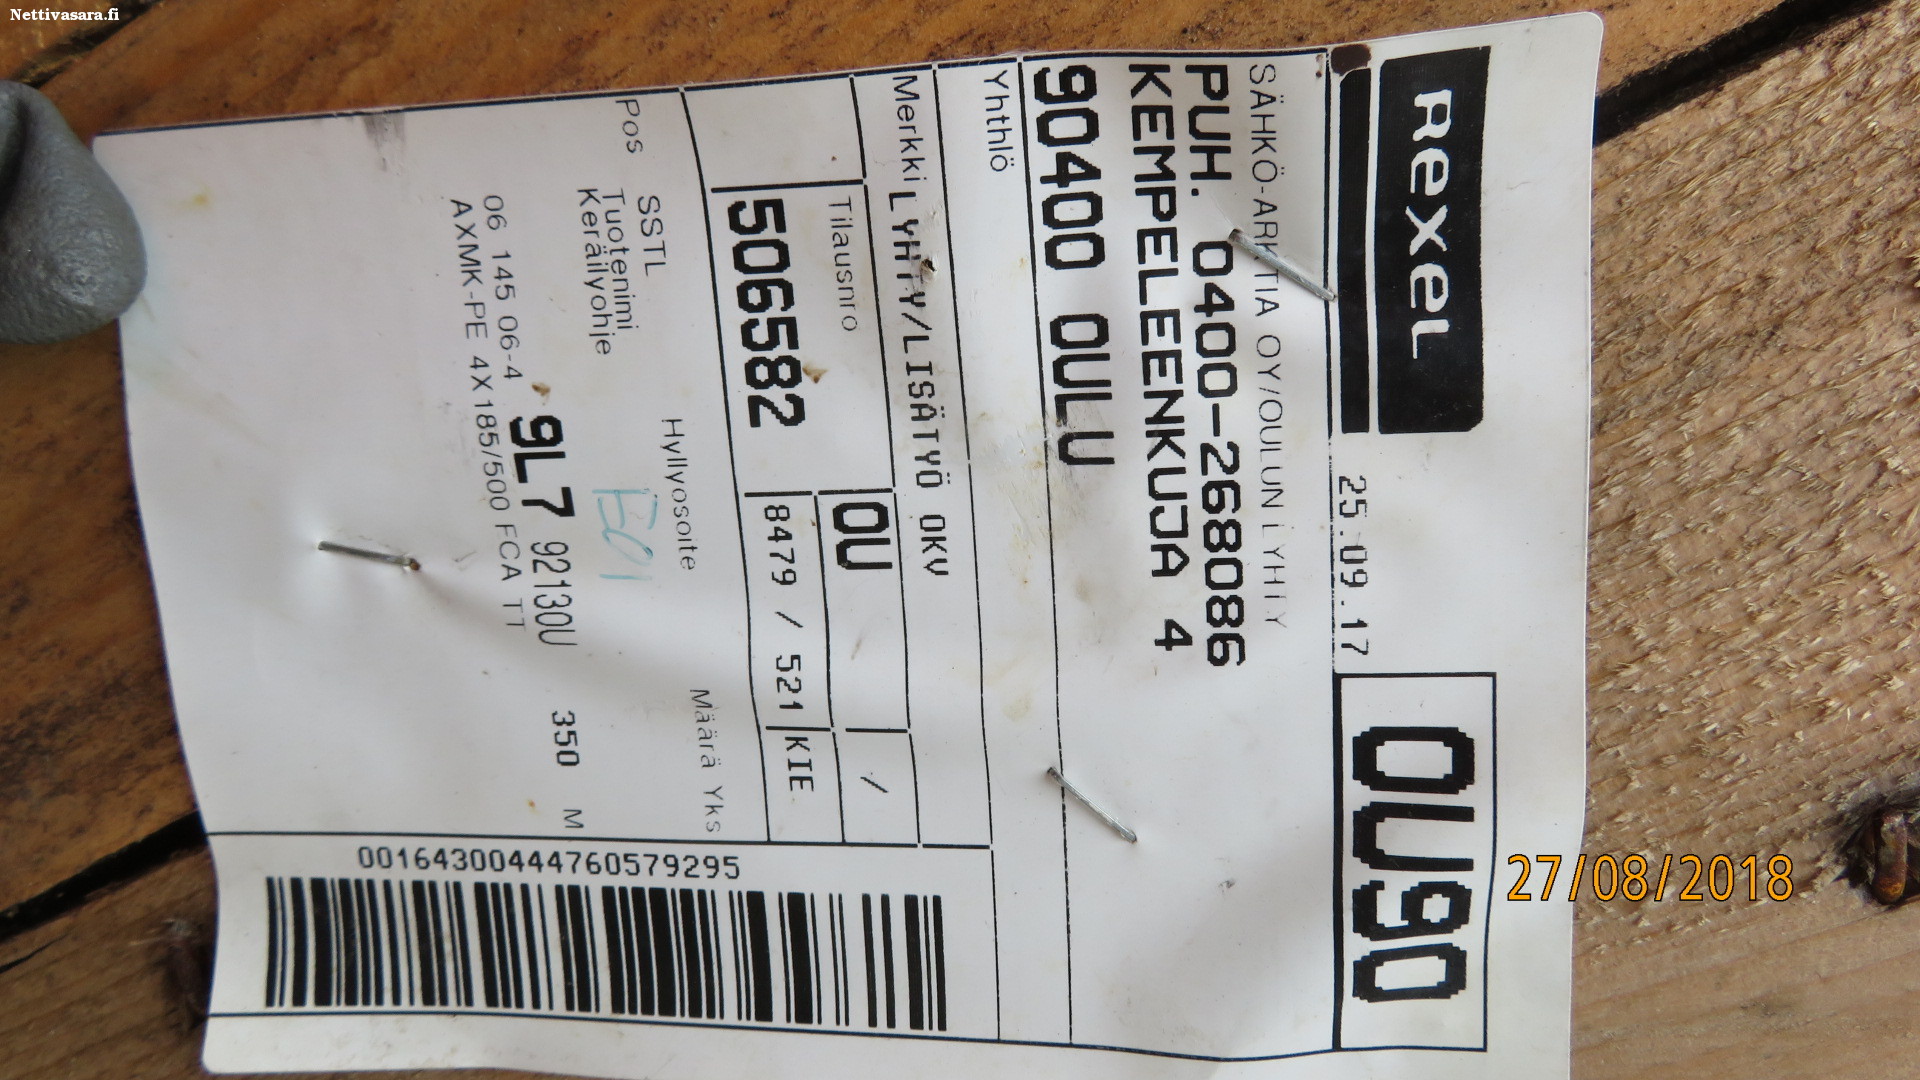 Nettivasara.fi
Rexel
25.09.17
OU90
SÄHKÖ-ARKTIA OY/OULUN LYHTY
PUH. 0400-268086
KEMPELEENKUJA 4
90400 OULU
Yhthlö
Merkki LYHTY/LISÄTYÖ OKV
Tilausnro
OU /
506582
8479 / 521 KIE
Pos SSTL Hyllyosoite Määrä Yks
Tuotenimi
Keräilyohje
E01
9L7 92130U 350 M
06 145 06-4
AXMK-PE 4X185/500 FCA TT
00164300444760579295
27/08/2018